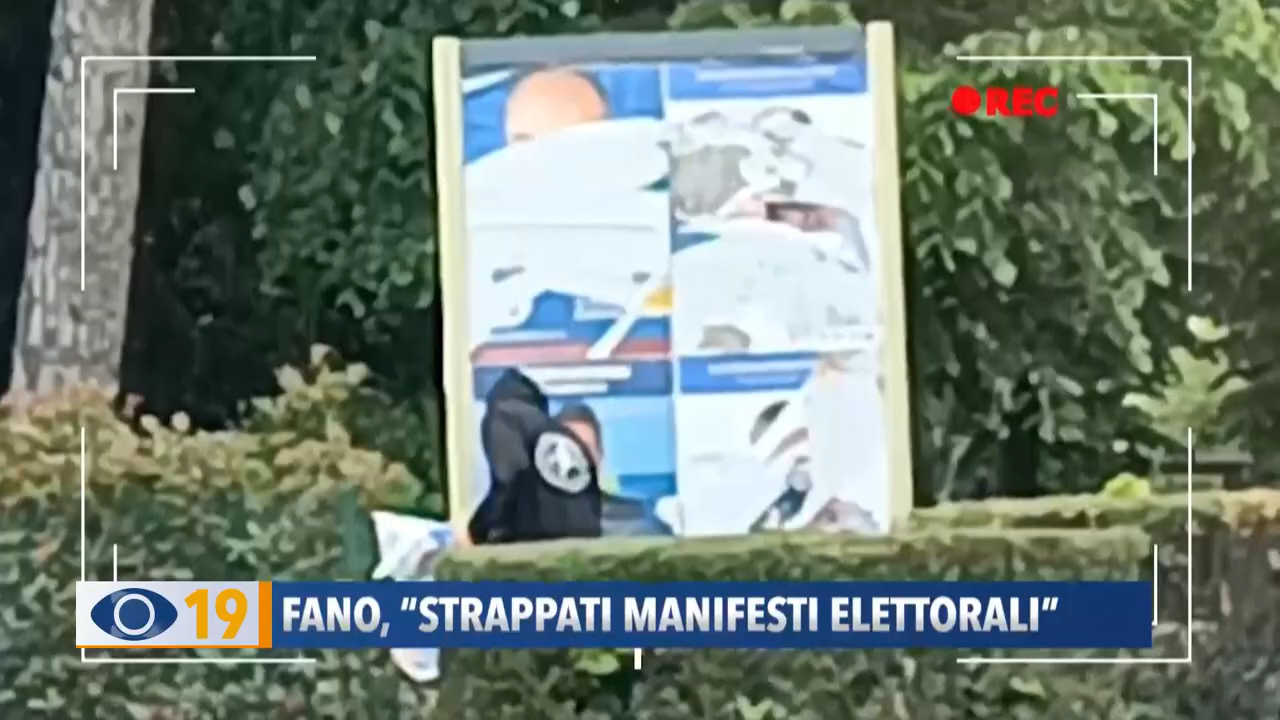 REC
19
FANO, “STRAPPATI MANIFESTI ELETTORALI”